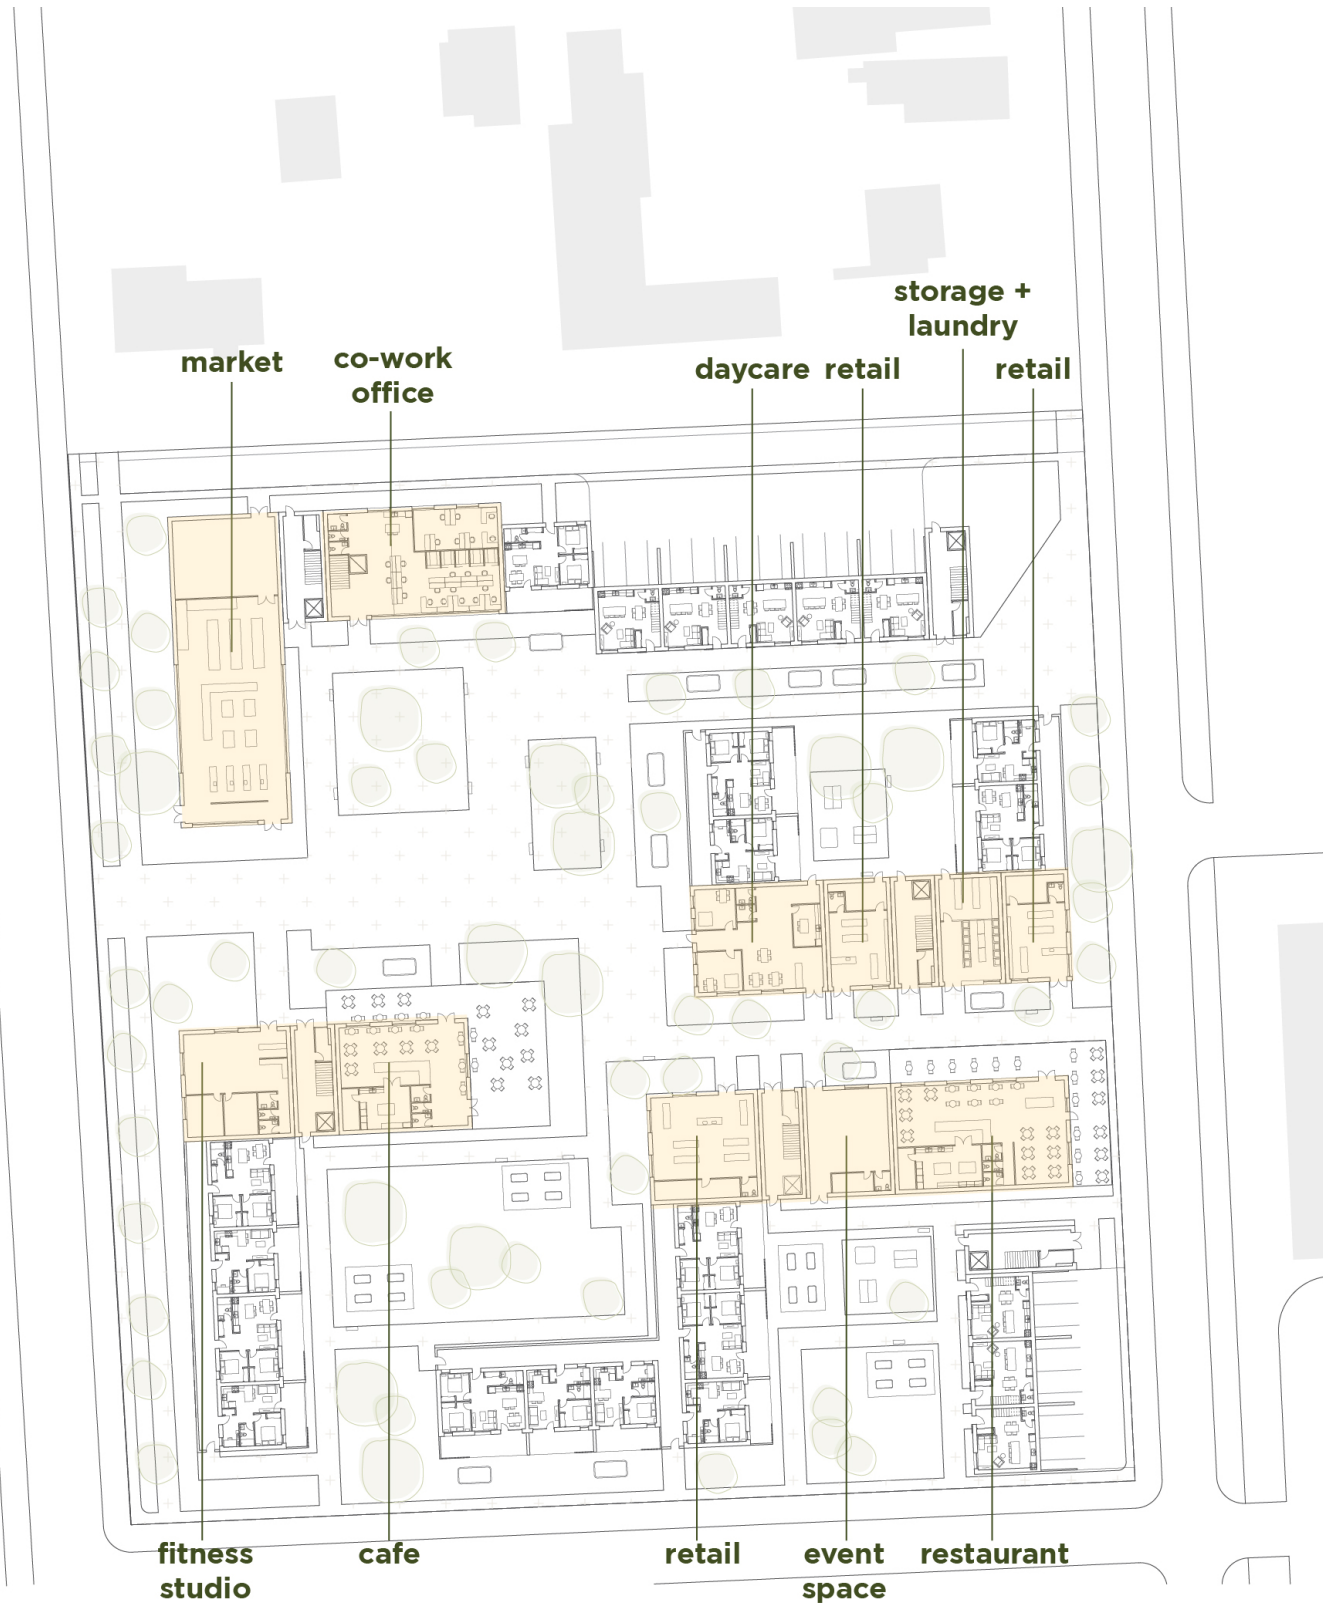 storage +
laundry
market
co-work
office
daycare
retail
retail
fitness
studio
cafe
retail
event
space
restaurant